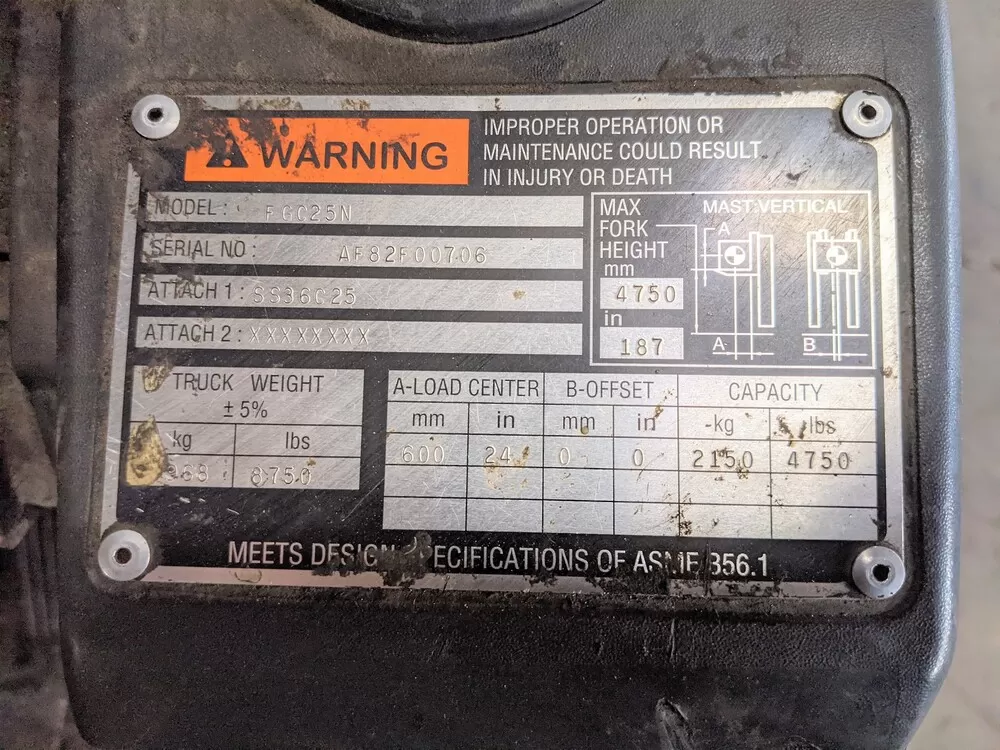 WARNING
IMPROPER OPERATION OR
MAINTENANCE COULD RESULT
IN INJURY OR DEATH
MODEL: FGC25N
SERIAL NO: AF82F00706
ATTACH 1: SS36C25
ATTACH 2: XXXXXXXX
MAX
FORK
HEIGHT
mm
4750
in
187
MAST VERTICAL
A
A
B
TRUCK WEIGHT
± 5%
kg lbs
8750
A-LOAD CENTER B-OFFSET CAPACITY
mm in mm in kg lbs
600 24 0 0 2150 4750
MEETS OF ASME B56.1